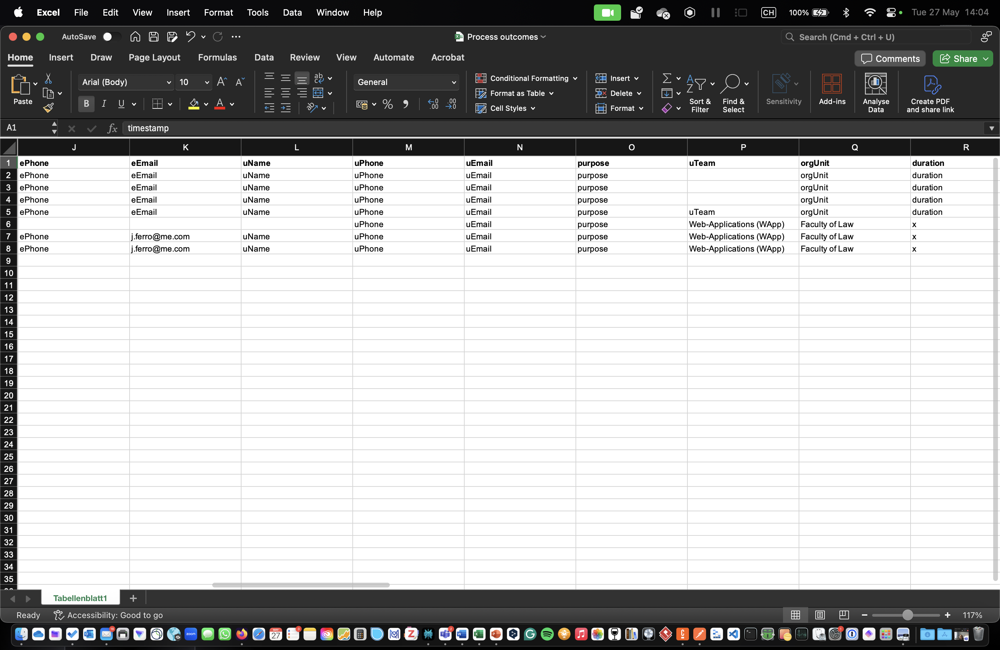 Excel File Edit View Insert Format Tools Data Window Help CH 100% Tue 27 May 14:04
AutoSave Process outcomes Search (Cmd + Ctrl + U)
Home Insert Draw Page Layout Formulas Data Review View Automate Acrobat Comments Share
Paste Arial (Body) 10 General Conditional Formatting Format as Table Cell Styles Insert Delete Format Sort & Filter Find & Select Sensitivity Add-ins Analyse Data Create PDF and share link
A1 fx timestamp
J K L M N O P Q R
1 ePhone eEmail uName uPhone uEmail purpose uTeam orgUnit duration
2 ePhone eEmail uName uPhone uEmail purpose orgUnit duration
3 ePhone eEmail uName uPhone uEmail purpose orgUnit duration
4 ePhone eEmail uName uPhone uEmail purpose orgUnit duration
5 ePhone eEmail uName uPhone uEmail purpose uTeam orgUnit duration
6 uPhone uEmail purpose Web-Applications (WApp) Faculty of Law x
7 ePhone j.ferro@me.com uName uPhone uEmail purpose Web-Applications (WApp) Faculty of Law x
8 ePhone j.ferro@me.com uName uPhone uEmail purpose Web-Applications (WApp) Faculty of Law x
9
10
11
12
13
14
15
16
17
18
19
20
21
22
23
24
25
26
27
28
29
30
31
32
33
34
35
Tabellenblatt1 +
Ready Accessibility: Good to go 117%
18 zoom MAY 27 3 2